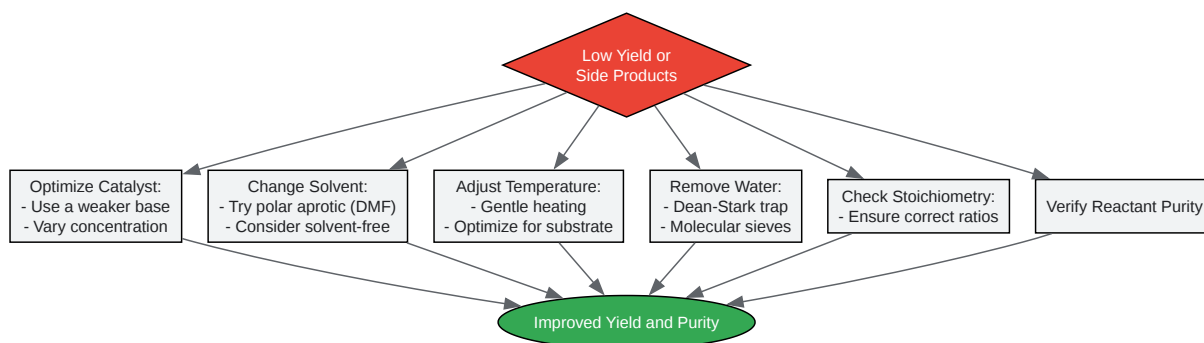 Low Yield or
Side Products
Optimize Catalyst:
- Use a weaker base
- Vary concentration
Change Solvent:
- Try polar aprotic (DMF)
- Consider solvent-free
Adjust Temperature:
- Gentle heating
- Optimize for substrate
Remove Water:
- Dean-Stark trap
- Molecular sieves
Check Stoichiometry:
- Ensure correct ratios
Verify Reactant Purity
Improved Yield and Purity